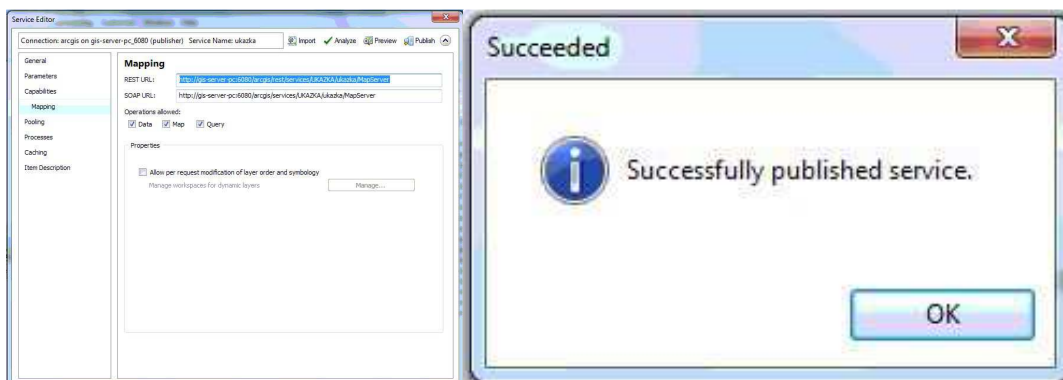 Service Editor
Connection: arcgis on gis-server-pc_6080 (publisher) Service Name: ukazka
Import Analyze Preview Publish
General
Parameters
Capabilities
Mapping
Pooling
Processes
Caching
Item Description
Mapping
REST URL: http://gis-server-pc:6080/arcgis/rest/services/UKAZKA/ukazka/MapServer
SOAP URL: http://gis-server-pc:6080/arcgis/services/UKAZKA/ukazka/MapServer
Operations allowed:
Data Map Query
Properties
Allow per request modification of layer order and symbology
Manage workspaces for dynamic layers Manage...
Succeeded
Successfully published service.
OK